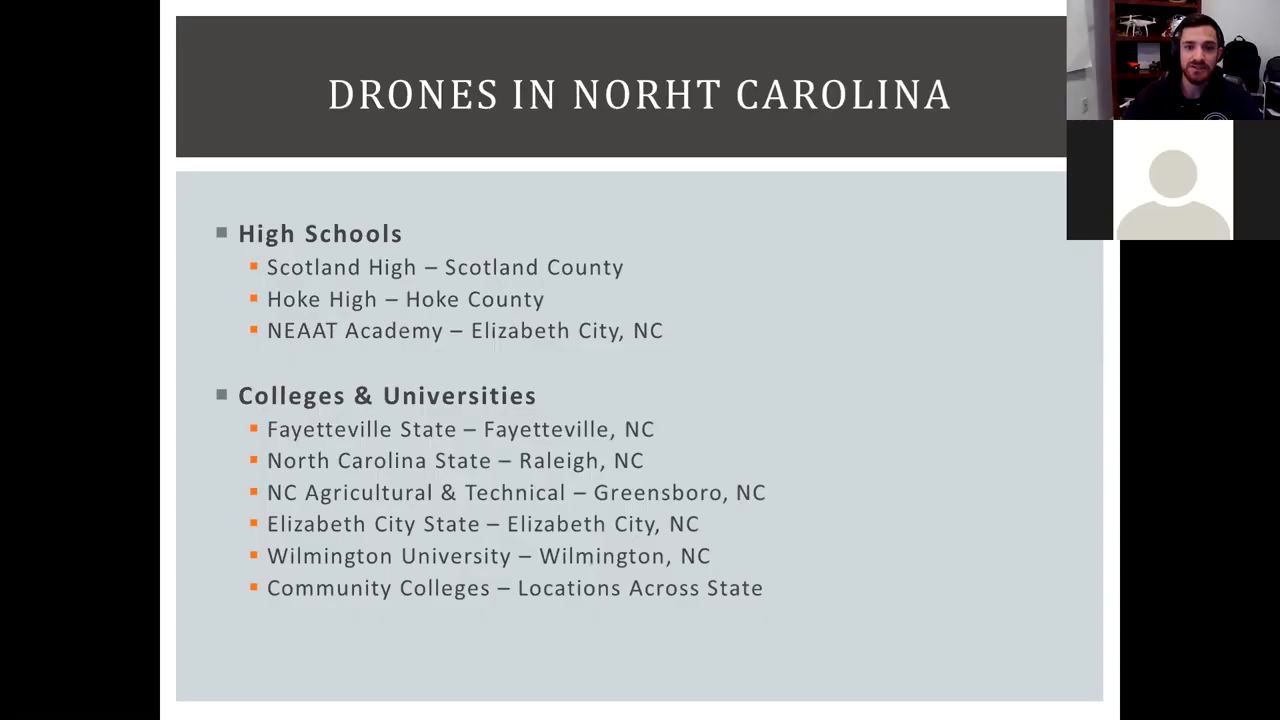 DRONES IN NORHT CAROLINA
High Schools
Scotland High – Scotland County
Hoke High – Hoke County
NEAAT Academy – Elizabeth City, NC
Colleges & Universities
Fayetteville State – Fayetteville, NC
North Carolina State – Raleigh, NC
NC Agricultural & Technical – Greensboro, NC
Elizabeth City State – Elizabeth City, NC
Wilmington University – Wilmington, NC
Community Colleges – Locations Across State